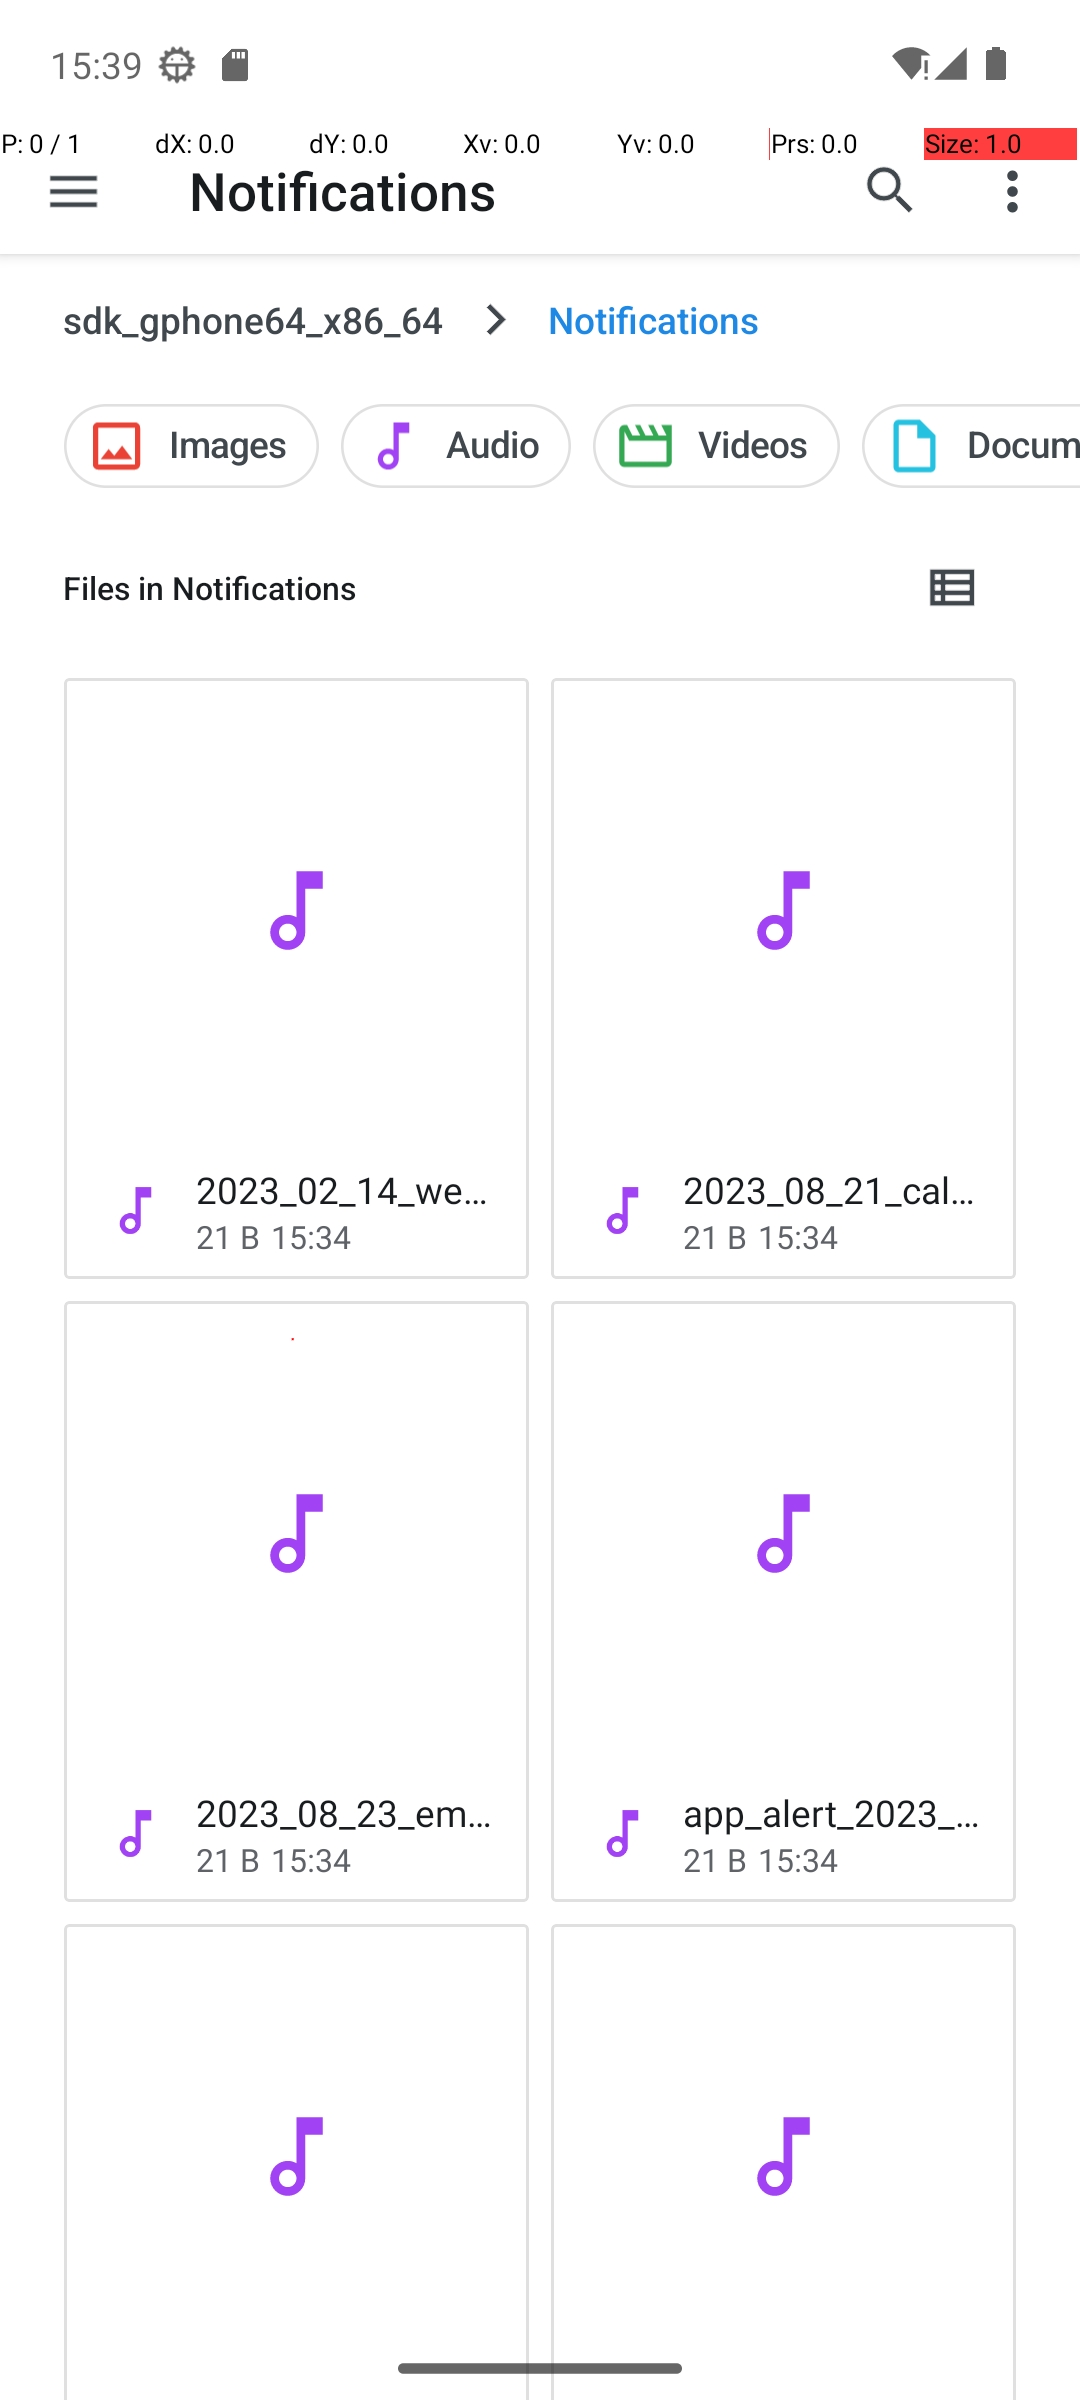 15:39
P: 0 / 1 dX: 0.0 dY: 0.0 Xv: 0.0 Yv: 0.0 Prs: 0.0 Size: 1.0
Notifications
sdk_gphone64_x86_64 Notifications
Images Audio Videos Docum
Files in Notifications
2023_02_14_we…
21 B 15:34
2023_08_21_cal…
21 B 15:34
2023_08_23_em…
21 B 15:34
app_alert_2023_…
21 B 15:34